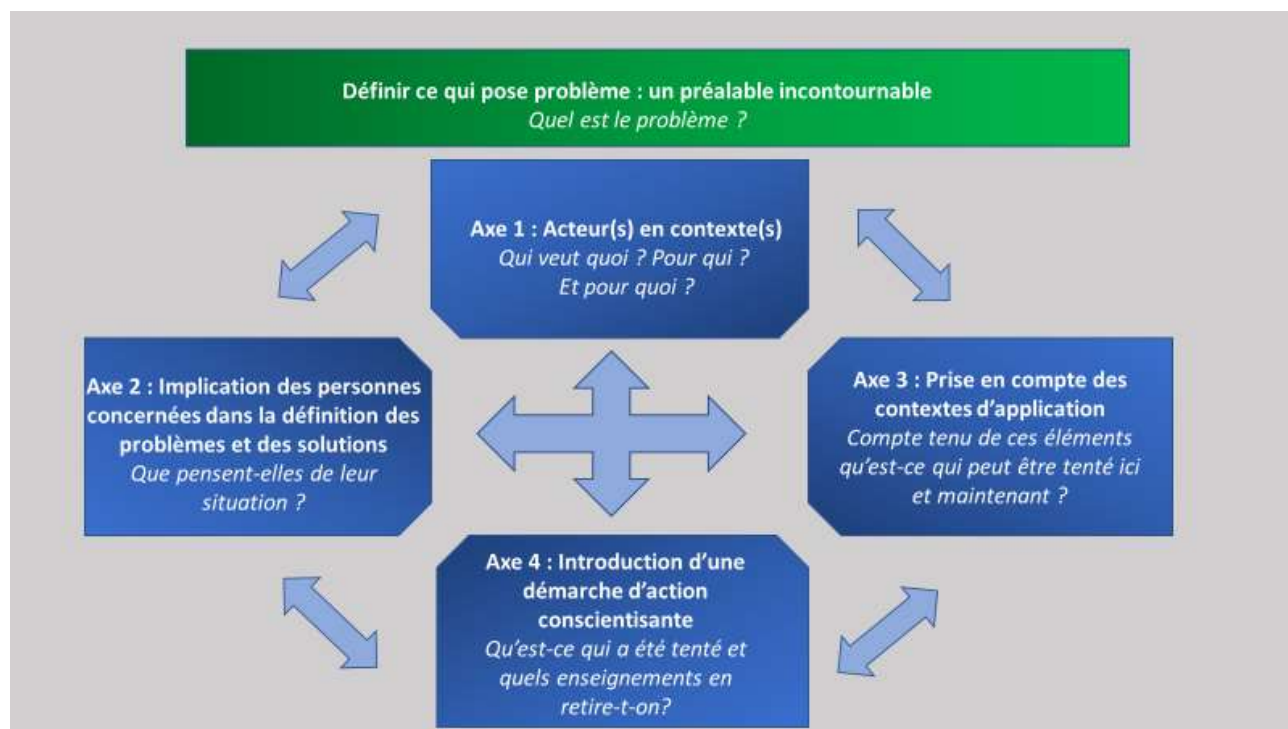 Définir ce qui pose problème : un préalable incontournable
Quel est le problème ?
Axe 1 : Acteur(s) en contexte(s)
Qui veut quoi ? Pour qui ?
Et pour quoi ?
Axe 2 : Implication des personnes
concernées dans la définition des
problèmes et des solutions
Que pensent-elles de leur
situation ?
Axe 3 : Prise en compte des
contextes d'application
Compte tenu de ces éléments
qu'est-ce qui peut être tenté ici
et maintenant ?
Axe 4 : Introduction d'une
démarche d'action
conscientisante
Qu'est-ce qui a été tenté et
quels enseignements en
retire-t-on?